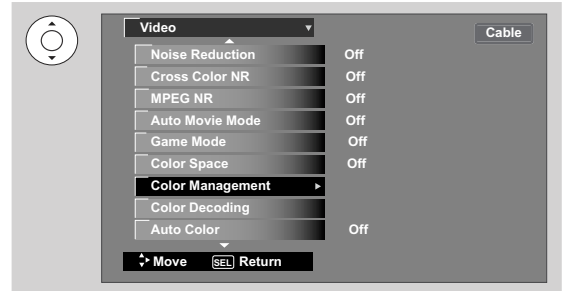 Video
Cable
Noise Reduction Off
Cross Color NR Off
MPEG NR Off
Auto Movie Mode Off
Game Mode Off
Color Space Off
Color Management
Color Decoding
Auto Color Off
Move SEL Return